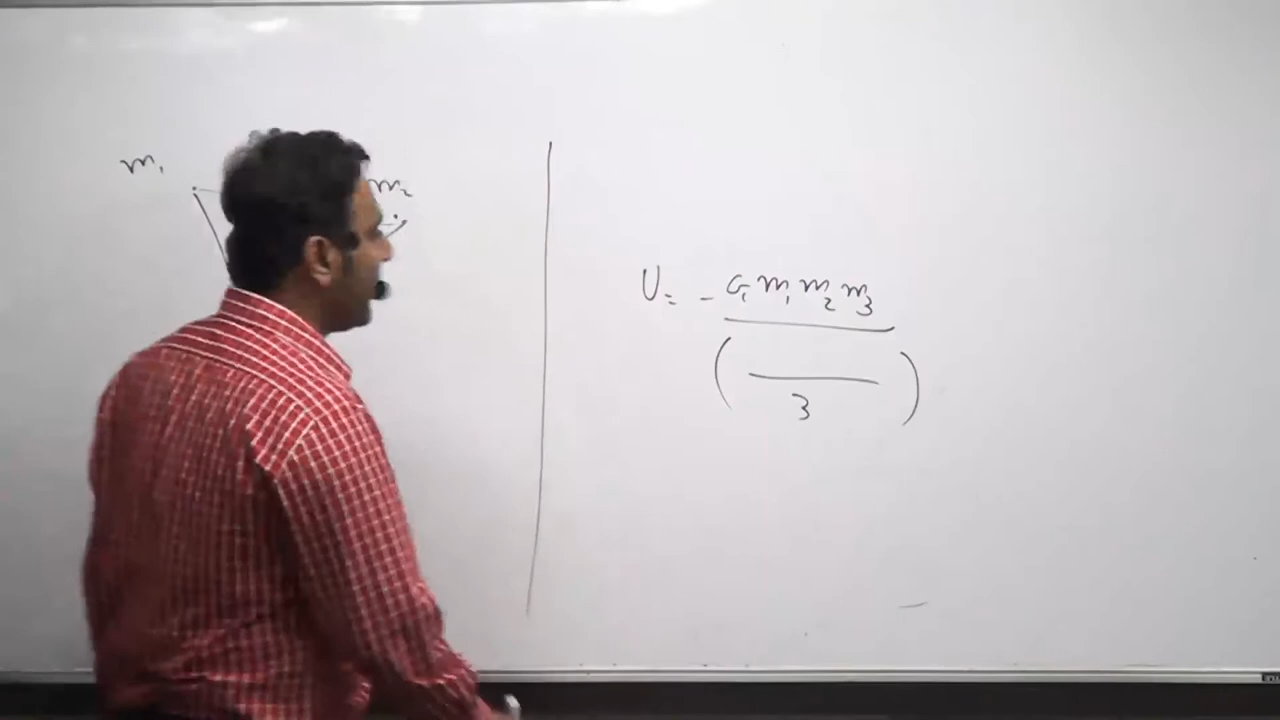 m₁
m₂
U = - G m₁ m₂ m₃
( ___ )
3